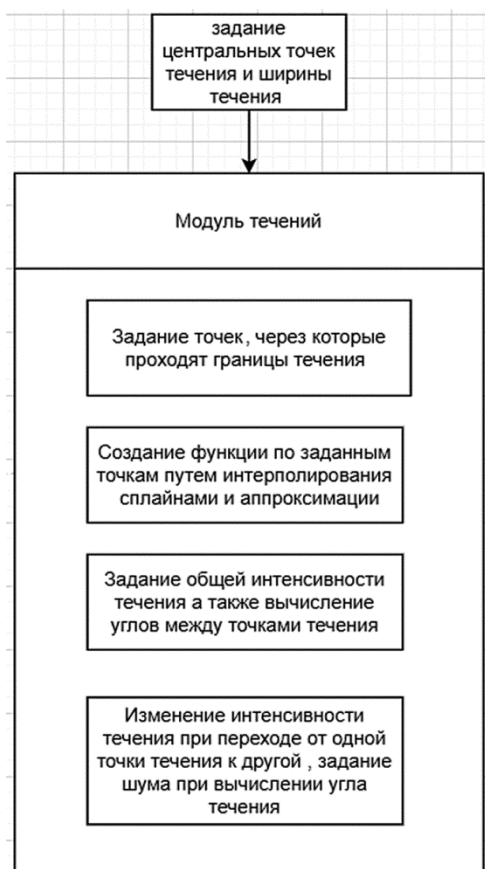 задание
центральных точек
течения и ширины
течения
Модуль течений
Задание точек, через которые
проходят границы течения
Создание функции по заданным
точкам путем интерполирования
сплайнами и аппроксимации
Задание общей интенсивности
течения а также вычисление
углов между точками течения
Изменение интенсивности
течения при переходе от одной
точки течения к другой , задание
шума при вычислении угла
течения